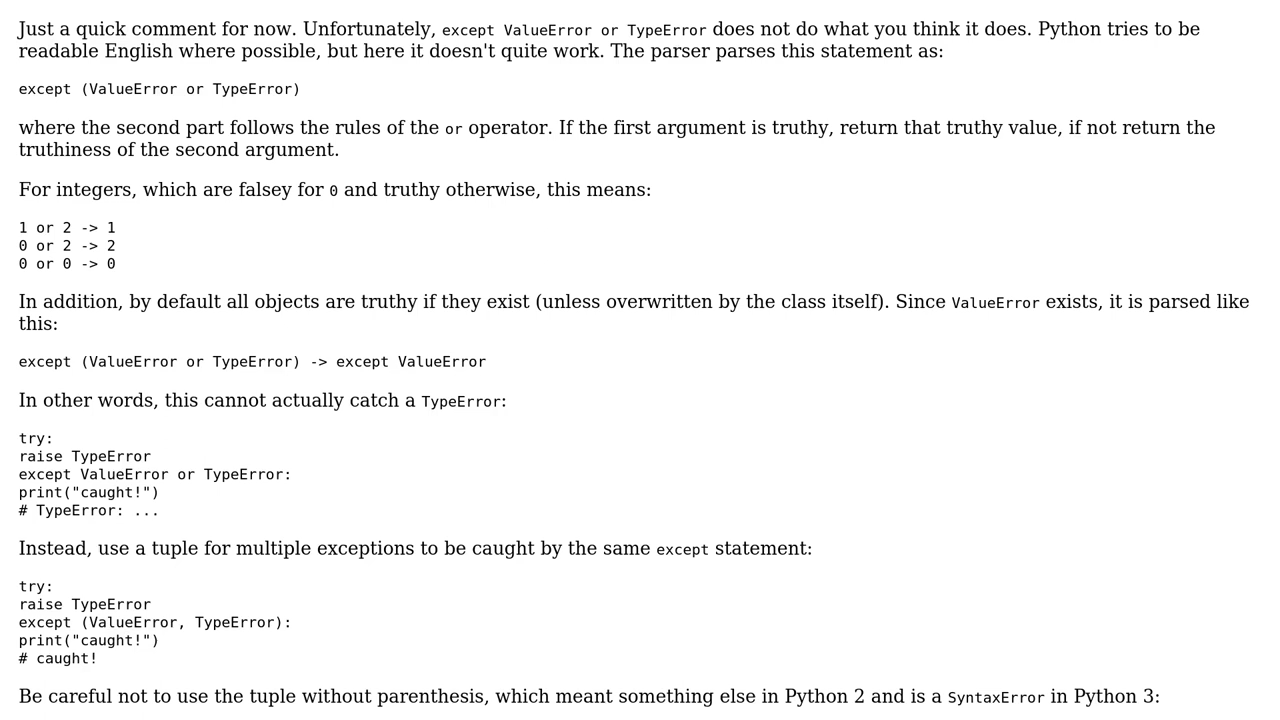 Just a quick comment for now. Unfortunately, except ValueError or TypeError does not do what you think it does. Python tries to be
readable English where possible, but here it doesn't quite work. The parser parses this statement as:
except (ValueError or TypeError)
where the second part follows the rules of the or operator. If the first argument is truthy, return that truthy value, if not return the
truthiness of the second argument.
For integers, which are falsey for 0 and truthy otherwise, this means:
1 or 2 -> 1
0 or 2 -> 2
0 or 0 -> 0
In addition, by default all objects are truthy if they exist (unless overwritten by the class itself). Since ValueError exists, it is parsed like
this:
except (ValueError or TypeError) -> except ValueError
In other words, this cannot actually catch a TypeError:
try:
raise TypeError
except ValueError or TypeError:
print("caught!")
# TypeError: ...
Instead, use a tuple for multiple exceptions to be caught by the same except statement:
try:
raise TypeError
except (ValueError, TypeError):
print("caught!")
# caught!
Be careful not to use the tuple without parenthesis, which meant something else in Python 2 and is a SyntaxError in Python 3: